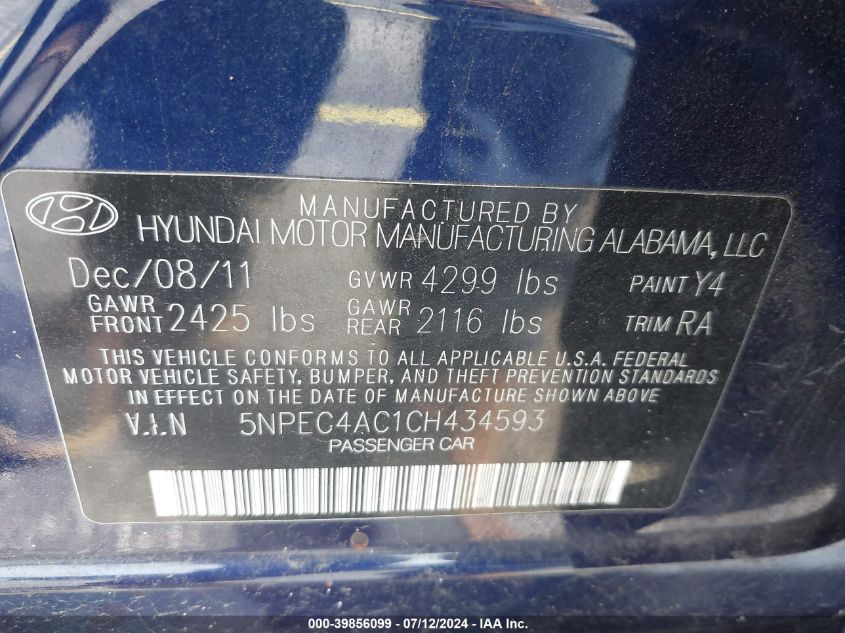 MANUFACTURED BY
HYUNDAI MOTOR MANUFACTURING ALABAMA, LLC
Dec/08/11 GVWR 4299 lbs PAINT Y4
GAWR FRONT 2425 lbs GAWR REAR 2116 lbs TRIM RA
THIS VEHICLE CONFORMS TO ALL APPLICABLE U.S.A. FEDERAL
MOTOR VEHICLE SAFETY, BUMPER, AND THEFT PREVENTION STANDARDS
IN EFFECT ON THE DATE OF MANUFACTURE SHOWN ABOVE
V.I.N 5NPEC4AC1CH434593
PASSENGER CAR
000-39856099 - 07/12/2024 - IAA Inc.